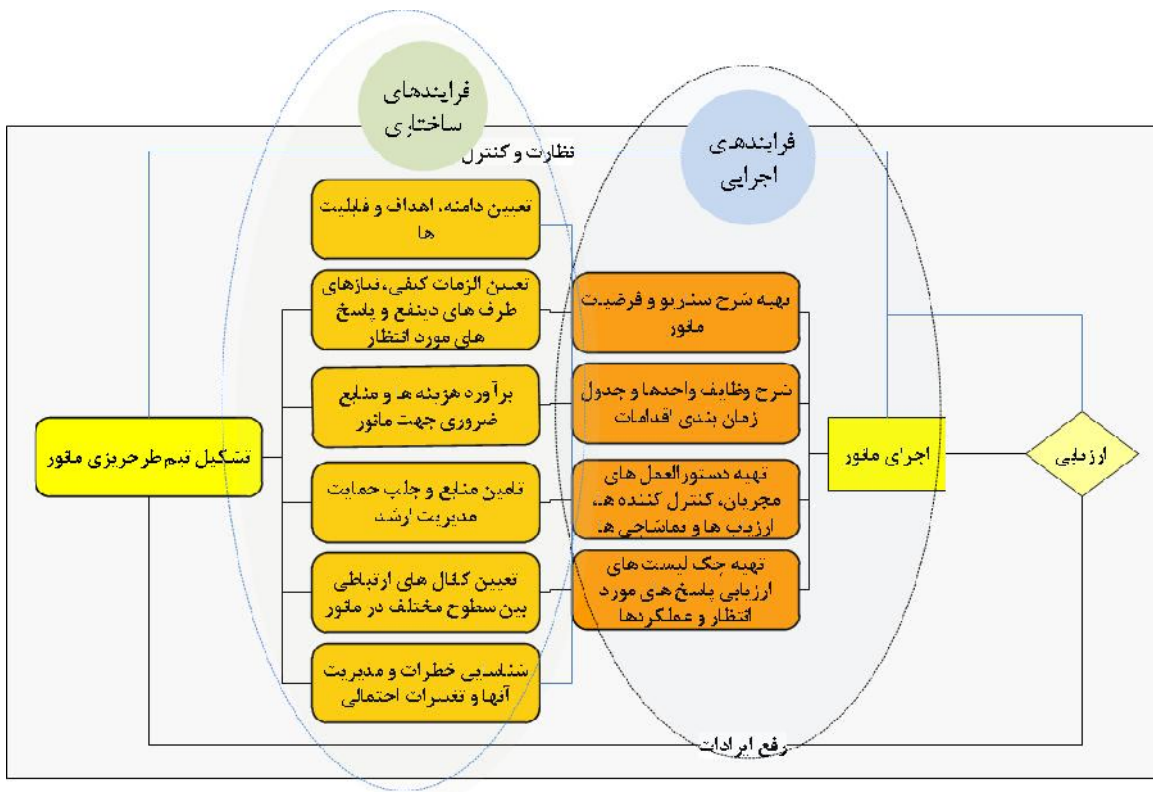 فرایندهای
ساختاری
فرایندهای
اجرایی
نظارت و کنترل
تعیین دامنه، اهداف و قابلیت
ها
تعیین الزمات کیفی، نیازهای
طرف های ذینفع و پاسخ
های مورد انتظار
برآورد هزینه ها و منابع
ضروری جهت مانور
تامین منابع و جلب حمایت
مدیریت ارشد
تعیین کانال های ارتباطی
بین سطوح مختلف در مانور
شناسایی خطرات و مدیریت
آنها و تغییرات احتمالی
تهیه شرح سناریو و فرضیات
مانور
شرح وظایف واحدها و جدول
زمان بندی اقدامات
تهیه دستورالعمل های
مجریان، کنترل کننده ها،
ارزیاب ها و تماشاچی ها
تهیه چک لیست های
ارزیابی پاسخ های مورد
انتظار و عملکردها
تشکیل تیم طرحریزی مانور
اجرای مانور
ارزیابی
رفع ایرادات